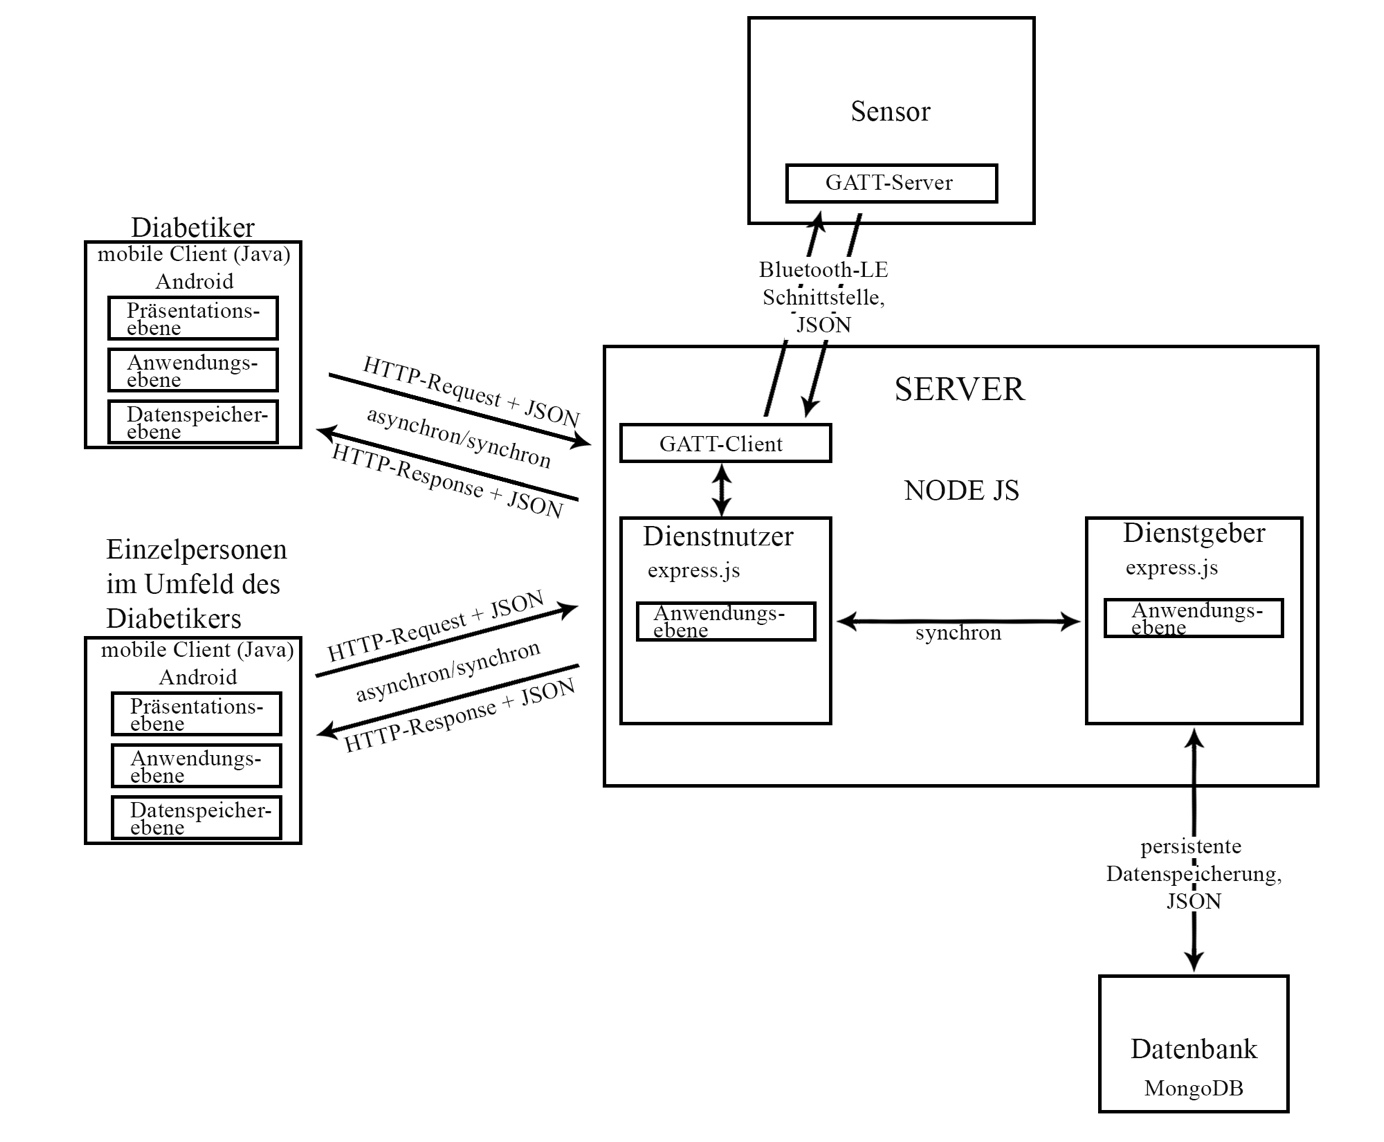 Sensor
GATT-Server
Bluetooth-LE
Schnittstelle,
JSON
Diabetiker
mobile Client (Java)
Android
Präsentations-
ebene
Anwendungs-
ebene
Datenspeicher-
ebene
HTTP-Request + JSON
asynchron/synchron
HTTP-Response + JSON
Einzelpersonen
im Umfeld des
Diabetikers
mobile Client (Java)
Android
Präsentations-
ebene
Anwendungs-
ebene
Datenspeicher-
ebene
HTTP-Request + JSON
asynchron/synchron
HTTP-Response + JSON
SERVER
NODE JS
GATT-Client
Dienstnutzer
express.js
Anwendungs-
ebene
synchron
Dienstgeber
express.js
Anwendungs-
ebene
persistente
Datenspeicherung,
JSON
Datenbank
MongoDB